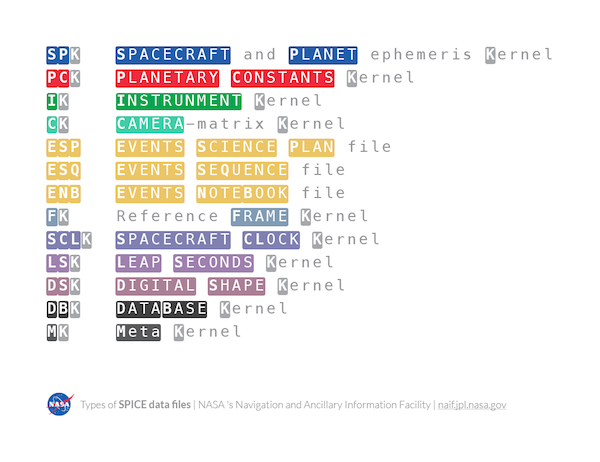 SPK SPACECRAFT and PLANET ephemeris Kernel
PCK PLANETARY CONSTANTS Kernel
IK INSTRUNMENT Kernel
CK CAMERA-matrix Kernel
ESP EVENTS SCIENCE PLAN file
ESQ EVENTS SEQUENCE file
ENB EVENTS NOTEBOOK file
FK Reference FRAME Kernel
SCLK SPACECRAFT CLOCK Kernel
LSK LEAP SECONDS Kernel
DSK DIGITAL SHAPE Kernel
DBK DATABASE Kernel
MK Meta Kernel
NASA Types of SPICE data files | NASA 's Navigation and Ancillary Information Facility | naif.jpl.nasa.gov